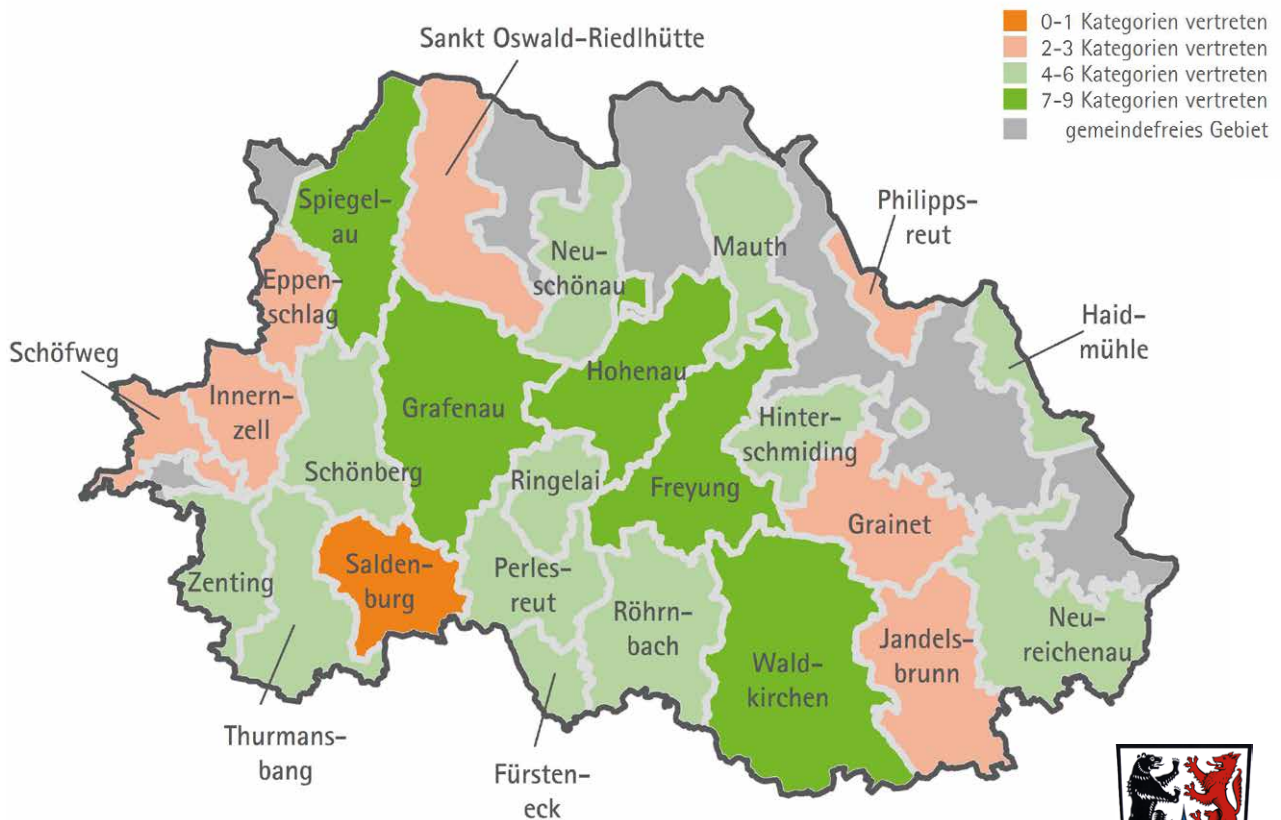 0-1 Kategorien vertreten
2-3 Kategorien vertreten
4-6 Kategorien vertreten
7-9 Kategorien vertreten
gemeindefreies Gebiet
Sankt Oswald-Riedlhütte
Spiegel-
au
Philipps-
reut
Neu-
schönau
Mauth
Eppen-
schlag
Haid-
mühle
Schöfweg
Innern-
zell
Grafenau
Hohenau
Hinter-
schmiding
Schönberg
Ringelai
Freyung
Grainet
Zenting
Salden-
burg
Perles-
reut
Röhrn-
bach
Neu-
reichenau
Jandels-
brunn
Wald-
kirchen
Thurmans-
bang
Fürsten-
eck